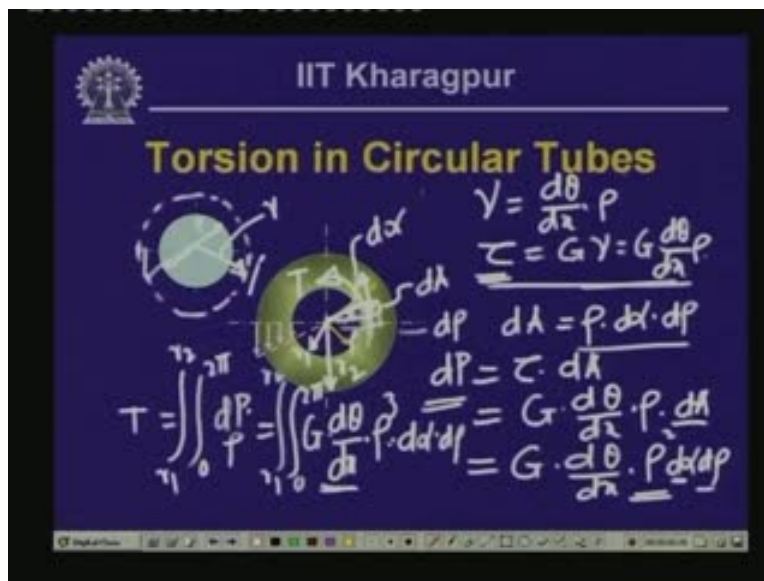 IIT Kharagpur
Torsion in Circular Tubes
γ = dθ/dx · ρ
τ = G γ = G dθ/dx ρ
dα
T
dA
dρ
dA = ρ · dα · dρ
r1
r2
dP = τ · dA
= G · dθ/dx · ρ · dA
= G · dθ/dx · ρ² dα dρ
T = ∫r1^r2 ∫0^2π dP · ρ = ∫r1^r2 ∫0^2π G dθ/dx · ρ³ · dα · dρ